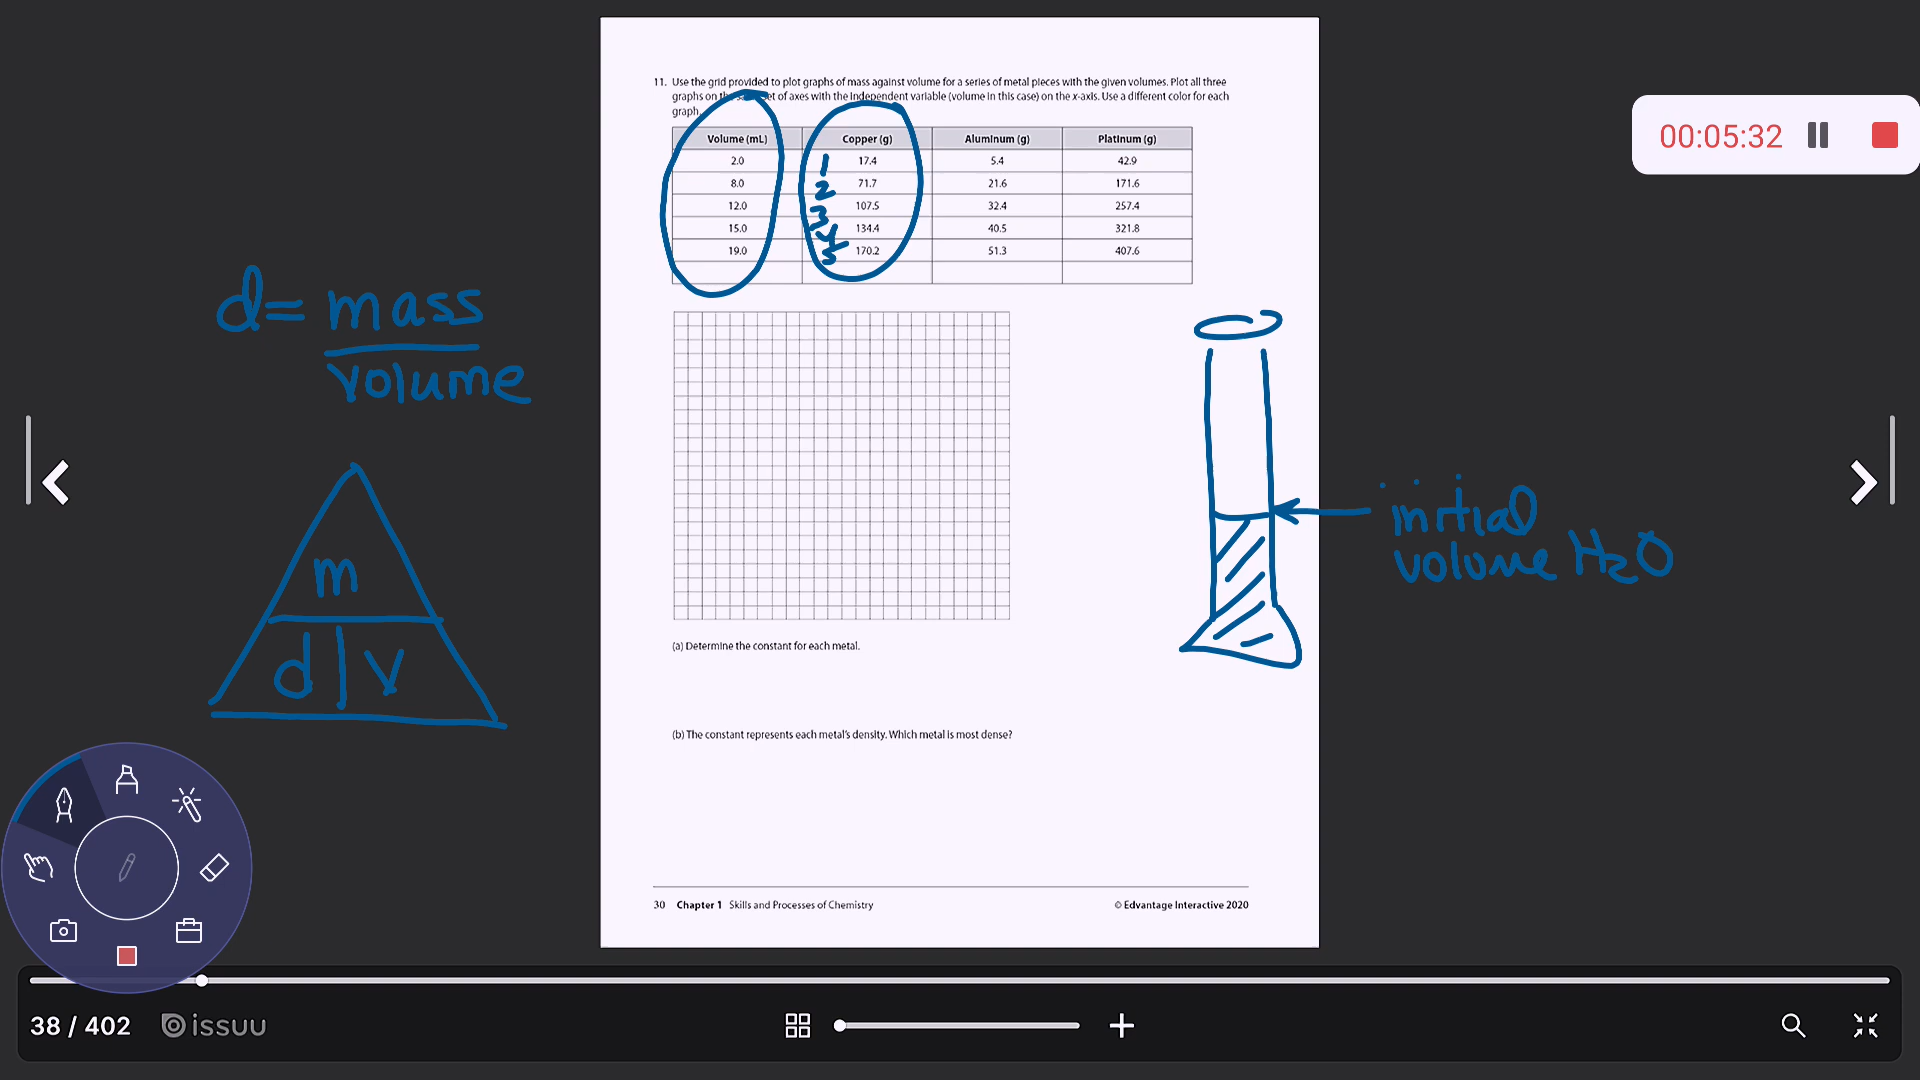 11. Use the grid provided to plot graphs of mass against volume for a series of metal pieces with the given volumes. Plot all three
graphs on the same set of axes with the independent variable (volume in this case) on the x-axis. Use a different color for each
graph.
Volume (mL) Copper (g) Aluminum (g) Platinum (g)
2.0 1 17.4 5.4 42.9
8.0 2 71.7 21.6 171.6
12.0 3 107.5 32.4 257.4
15.0 4 134.4 40.5 321.8
19.0 5 170.2 51.3 407.6
00:05:32
d = mass
volume
m
d | v
initial
volume H2O
(a) Determine the constant for each metal.
(b) The constant represents each metal's density. Which metal is most dense?
30 Chapter 1 Skills and Processes of Chemistry © Edvantage Interactive 2020
38 / 402 issuu